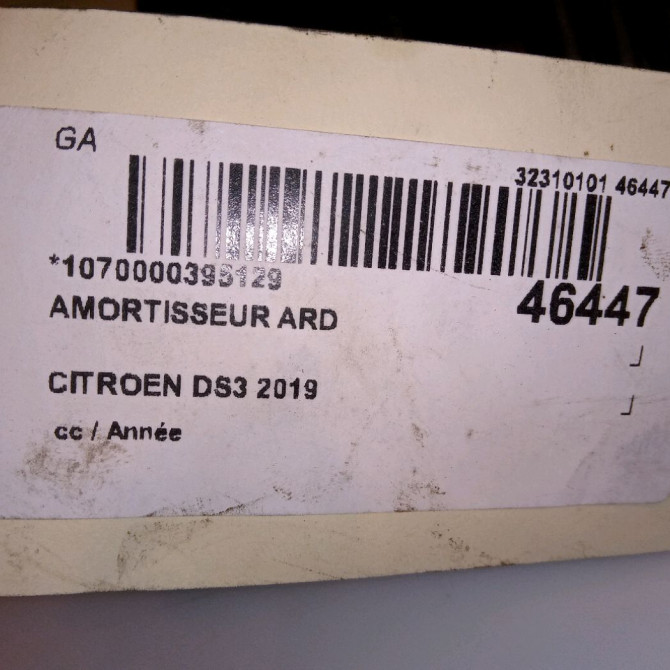 GA
32310101 46447
*1070000395129
46447
AMORTISSEUR ARD
CITROEN DS3 2019
cc / Année